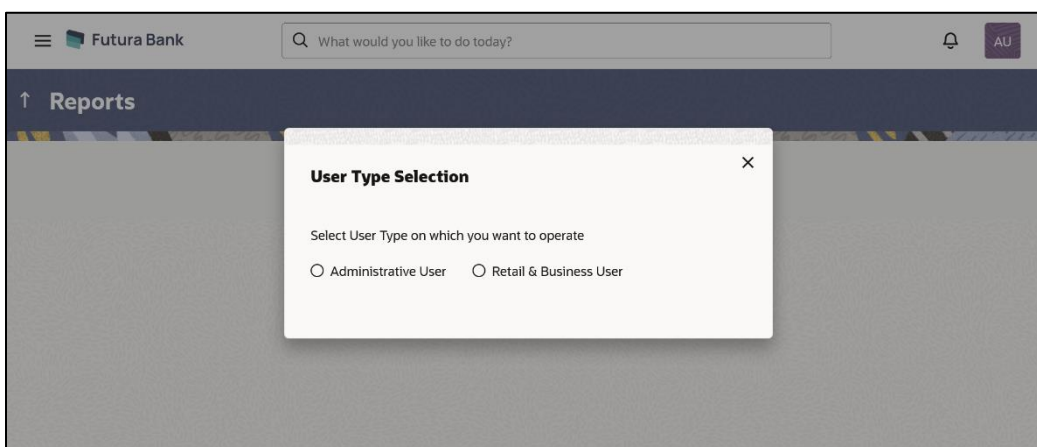 Futura Bank
What would you like to do today?
AU
Reports
User Type Selection
Select User Type on which you want to operate
Administrative User Retail & Business User